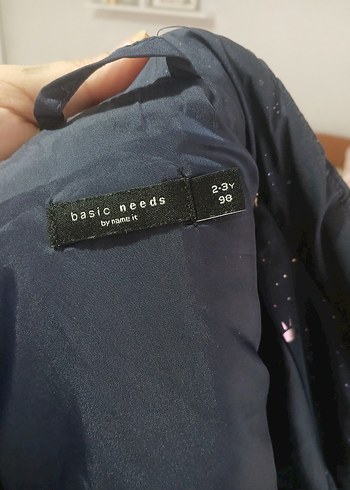 basic needs
by name it
2-3Y
98